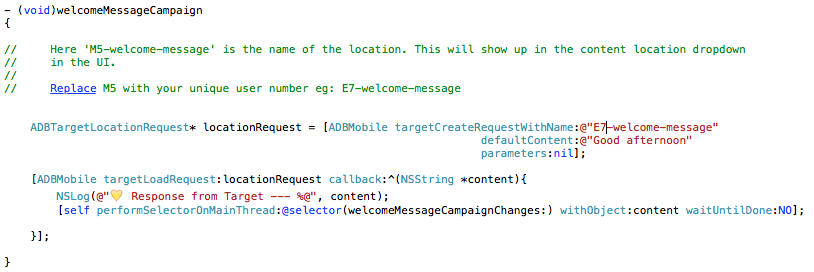 - (void)welcomeMessageCampaign
{
//     Here 'M5-welcome-message' is the name of the location. This will show up in the content location dropdown
//     in the UI.
//
//     Replace M5 with your unique user number eg: E7-welcome-message
ADBTargetLocationRequest* locationRequest = [ADBMobile targetCreateRequestWithName:@"E7-welcome-message"
defaultContent:@"Good afternoon"
parameters:nil];
[ADBMobile targetLoadRequest:locationRequest callback:^(NSString *content){
NSLog(@"💛 Response from Target --- %@", content);
[self performSelectorOnMainThread:@selector(welcomeMessageCampaignChanges:) withObject:content waitUntilDone:NO];
}];
}